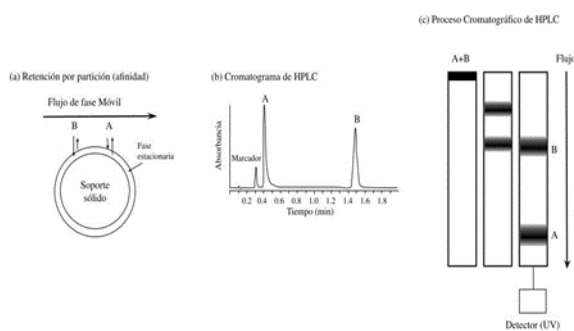 (c) Proceso Cromatográfico de HPLC
A+B
Flujo
(a) Retención por partición (afinidad)
(b) Cromatograma de HPLC
Flujo de fase Móvil
B
A
Fase
estacionaria
Soporte
sólido
A
B
Marcador
Absorbancia
0.2 0.4 0.6 0.8 1.0 1.2 1.4 1.6 1.8
Tiempo (min)
B
A
Detector (UV)